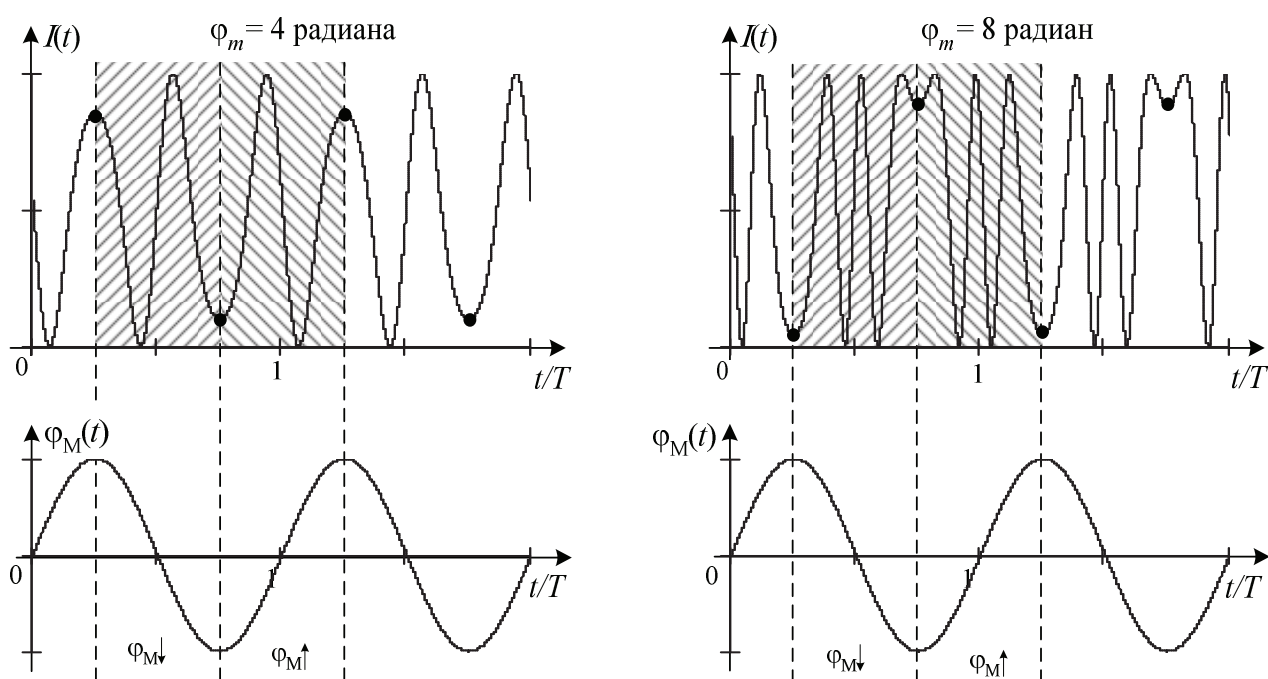 I(t)
φm = 4 радиана
0
1
t/T
φM(t)
0
1
t/T
φM↓
φM↑
I(t)
φm = 8 радиан
0
1
t/T
φM(t)
0
1
t/T
φM↓
φM↑